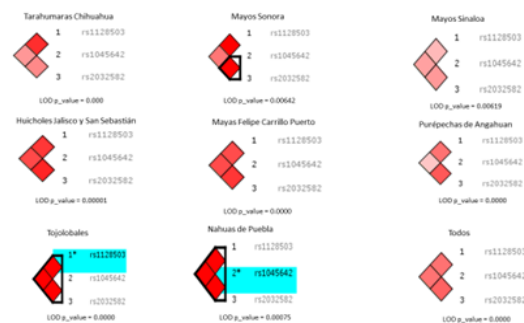 Tarahumaras Chihuahua
1 rs1128503
2 rs1045642
3 rs2032582
LOD p_value = 0.000
Mayos Sonora
1 rs1128503
2 rs1045642
3 rs2032582
LOD p_value = 0.00642
Mayos Sinaloa
1 rs1128503
2 rs1045642
3 rs2032582
LOD p_value = 0.00619
Huicholes Jalisco y San Sebastián
1 rs1128503
2 rs1045642
3 rs2032582
LOD p_value = 0.00001
Mayas Felipe Carrillo Puerto
1 rs1128503
2 rs1045642
3 rs2032582
LOD p_value = 0.0000
Purépechas de Angahuan
1 rs1128503
2 rs1045642
3 rs2032582
LOD p_value = 0.0000
Tojolobales
1* rs1128503
2 rs1045642
3 rs2032582
LOD p_value = 0.0000
Nahuas de Puebla
1 rs1128503
2* rs1045642
3 rs2032582
LOD p_value = 0.00075
Todos
1 rs1128503
2 rs1045642
3 rs2032582
LOD p_value = 0.0000